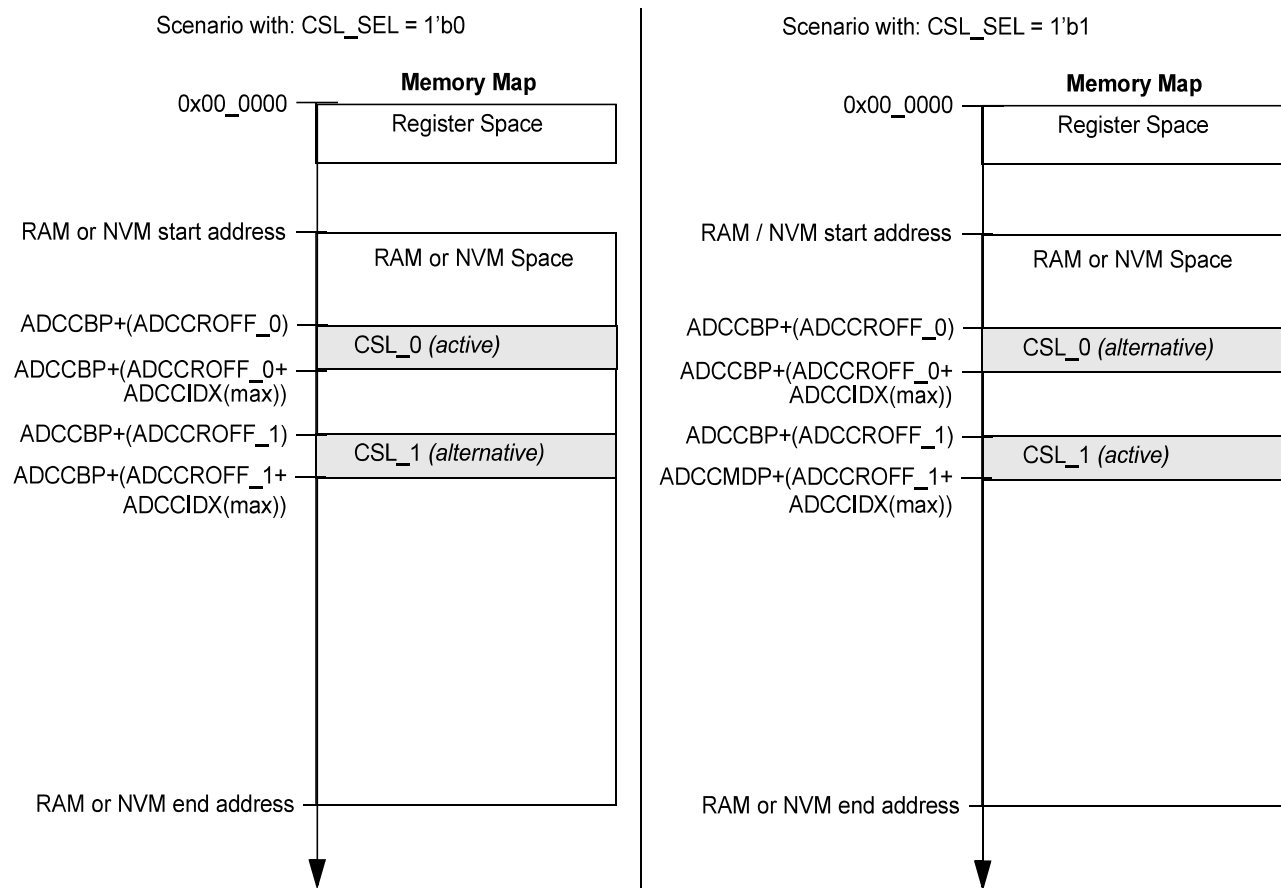 Scenario with: CSL_SEL = 1'b0
Memory Map
0x00_0000
Register Space
RAM or NVM start address
RAM or NVM Space
ADCCBP+(ADCCROFF_0)
CSL_0 (active)
ADCCBP+(ADCCROFF_0+
ADCCIDX(max))
ADCCBP+(ADCCROFF_1)
CSL_1 (alternative)
ADCCBP+(ADCCROFF_1+
ADCCIDX(max))
RAM or NVM end address
Scenario with: CSL_SEL = 1'b1
Memory Map
0x00_0000
Register Space
RAM / NVM start address
RAM or NVM Space
ADCCBP+(ADCCROFF_0)
CSL_0 (alternative)
ADCCBP+(ADCCROFF_0+
ADCCIDX(max))
ADCCBP+(ADCCROFF_1)
CSL_1 (active)
ADCCMDP+(ADCCROFF_1+
ADCCIDX(max))
RAM or NVM end address